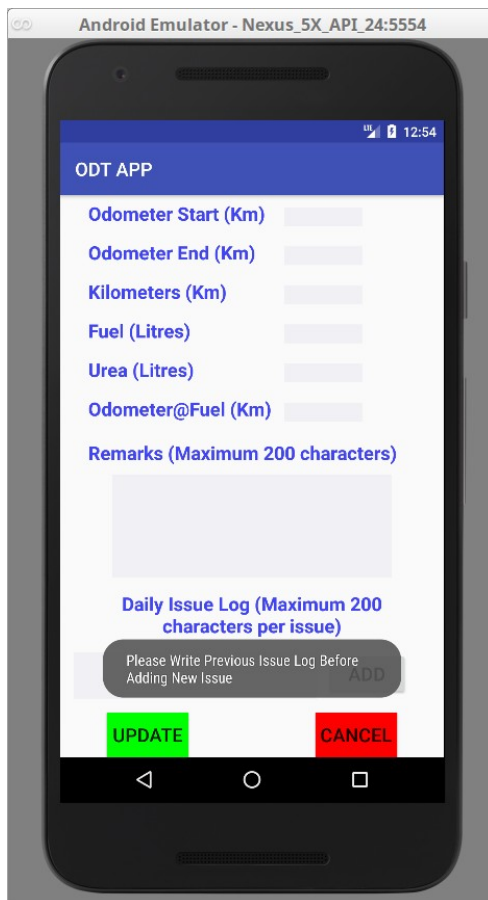 Android Emulator - Nexus_5X_API_24:5554
LTE 12:54
ODT APP
Odometer Start (Km)
Odometer End (Km)
Kilometers (Km)
Fuel (Litres)
Urea (Litres)
Odometer@Fuel (Km)
Remarks (Maximum 200 characters)
Daily Issue Log (Maximum 200
characters per issue)
Please Write Previous Issue Log Before
Adding New Issue
ADD
UPDATE CANCEL